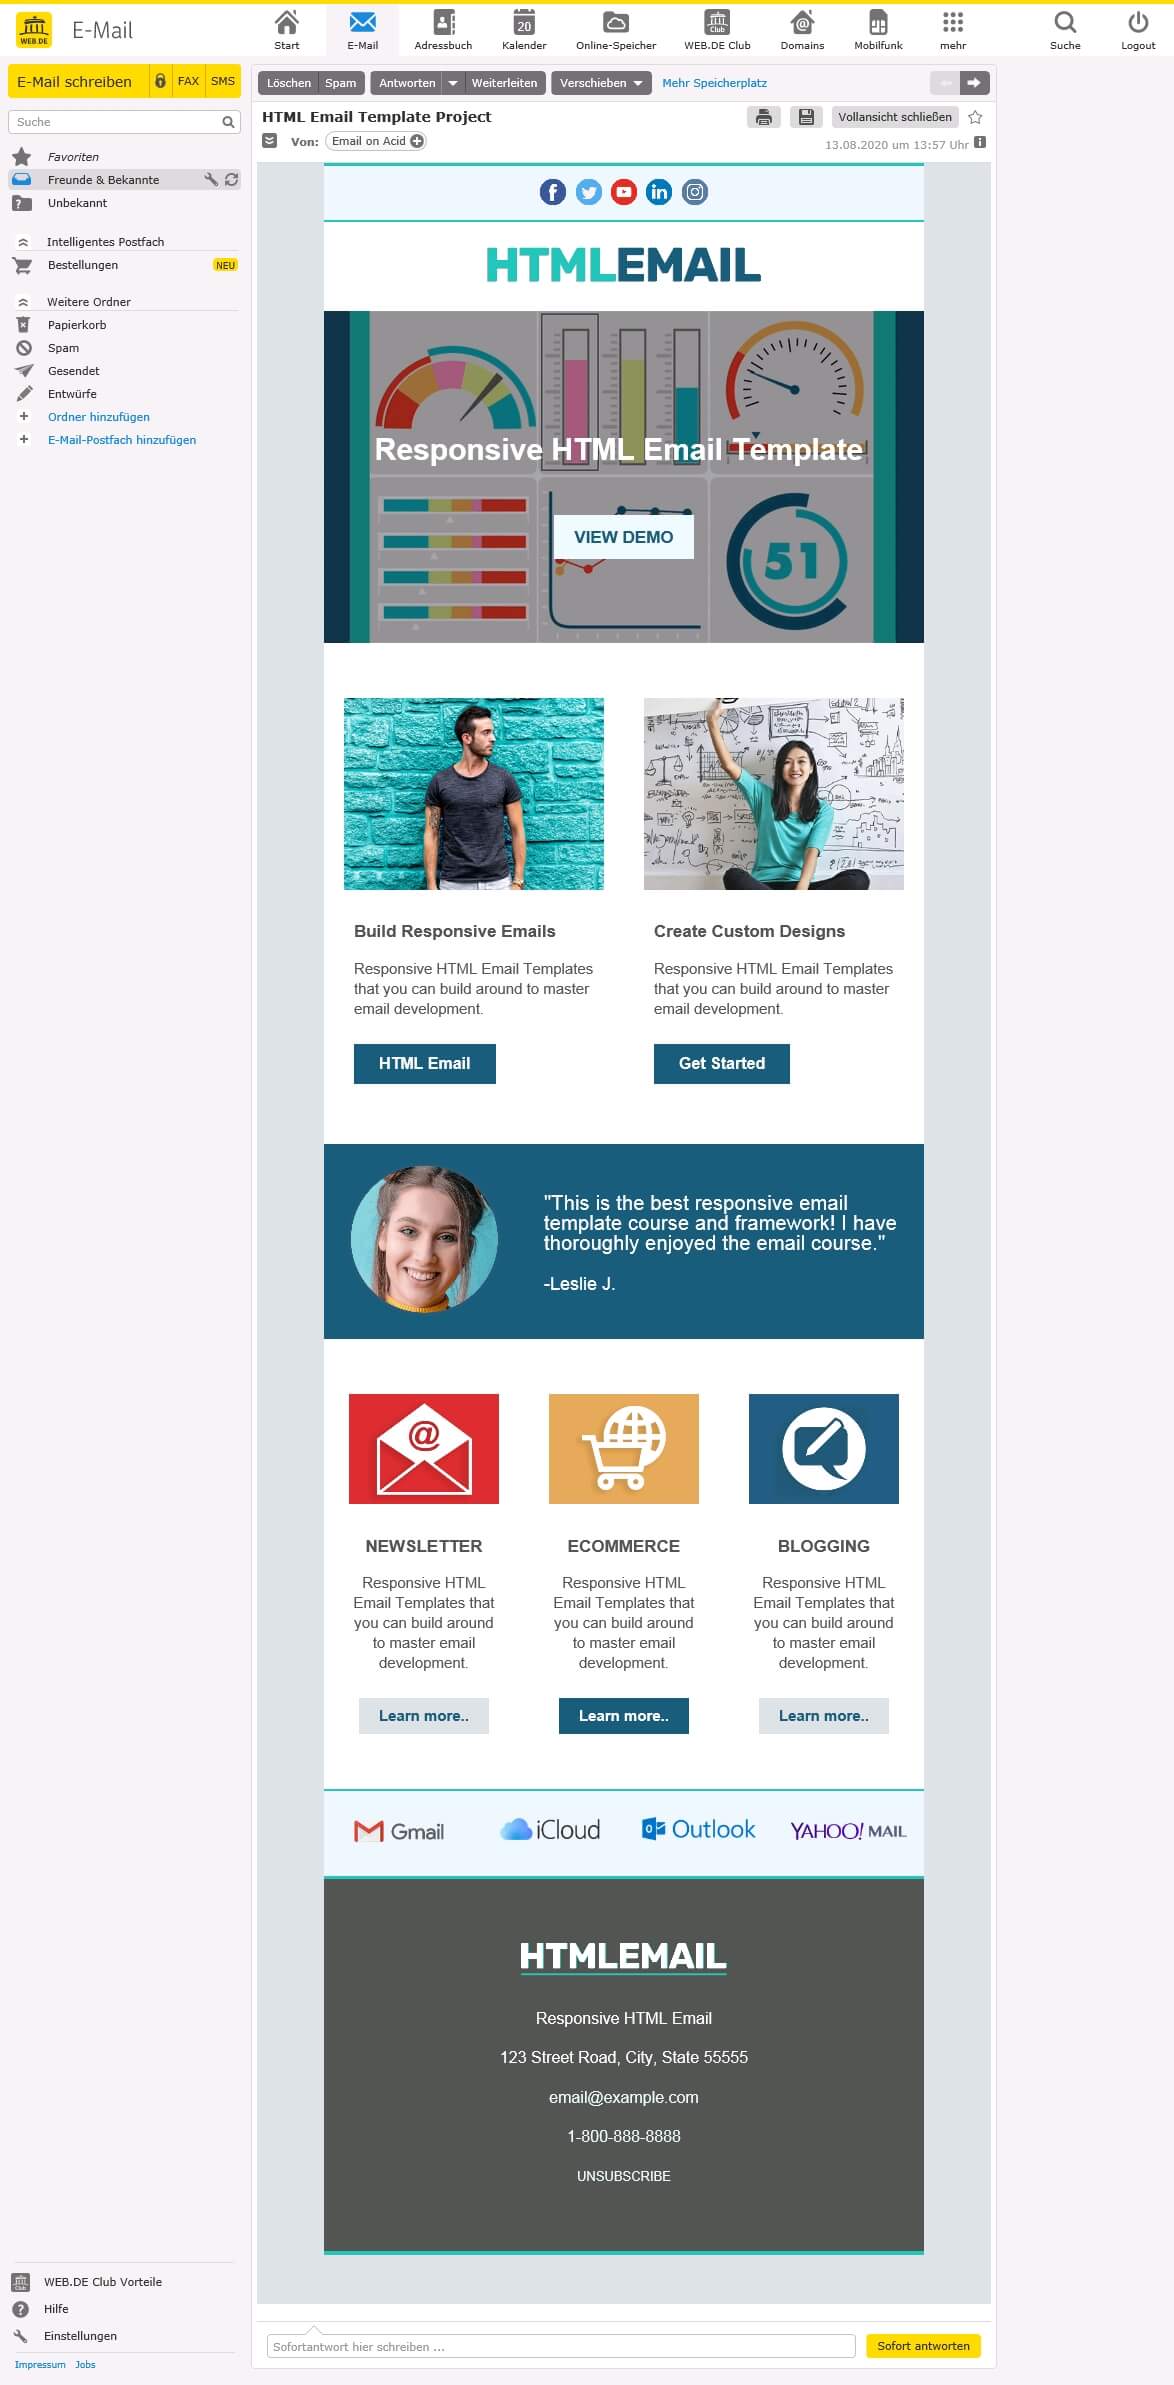 WEB.DE
E-Mail
Start
E-Mail
Adressbuch
20
Kalender
Online-Speicher
Club
WEB.DE Club
Domains
Mobilfunk
mehr
Suche
Logout
E-Mail schreiben
FAX
SMS
Suche
Favoriten
Freunde & Bekannte
Unbekannt
Intelligentes Postfach
Bestellungen
NEU
Weitere Ordner
Papierkorb
Spam
Gesendet
Entwürfe
Ordner hinzufügen
E-Mail-Postfach hinzufügen
Löschen
Spam
Antworten
Weiterleiten
Verschieben
Mehr Speicherplatz
HTML Email Template Project
Vollansicht schließen
Von:
Email on Acid
13.08.2020 um 13:57 Uhr
HTMLEMAIL
Responsive HTML Email Template
VIEW DEMO
51
Build Responsive Emails
Responsive HTML Email Templates
that you can build around to master
email development.
HTML Email
Create Custom Designs
Responsive HTML Email Templates
that you can build around to master
email development.
Get Started
"This is the best responsive email
template course and framework! I have
thoroughly enjoyed the email course."
-Leslie J.
NEWSLETTER
Responsive HTML
Email Templates that
you can build around
to master email
development.
Learn more..
ECOMMERCE
Responsive HTML
Email Templates that
you can build around
to master email
development.
Learn more..
BLOGGING
Responsive HTML
Email Templates that
you can build around
to master email
development.
Learn more..
Gmail
iCloud
Outlook
YAHOO! MAIL
HTMLEMAIL
Responsive HTML Email
123 Street Road, City, State 55555
email@example.com
1-800-888-8888
UNSUBSCRIBE
Club
WEB.DE Club Vorteile
Hilfe
Einstellungen
Impressum
Jobs
Sofortantwort hier schreiben ...
Sofort antworten